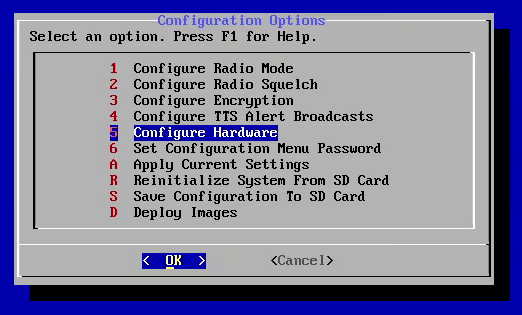 Configuration Options
Select an option. Press F1 for Help.
1 Configure Radio Mode
2 Configure Radio Squelch
3 Configure Encryption
4 Configure TTS Alert Broadcasts
5 Configure Hardware
6 Set Configuration Menu Password
A Apply Current Settings
R Reinitialize System From SD Card
S Save Configuration To SD Card
D Deploy Images
< OK > <Cancel>